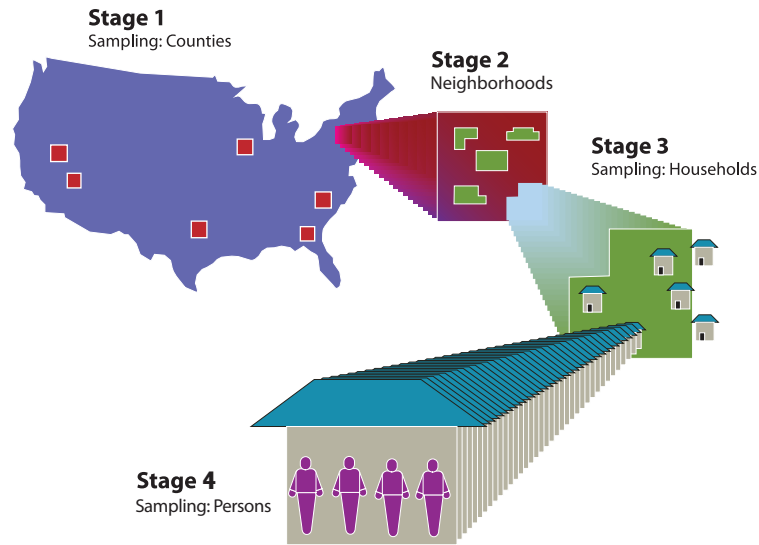 Stage 1
Sampling: Counties
Stage 2
Neighborhoods
Stage 3
Sampling: Households
Stage 4
Sampling: Persons